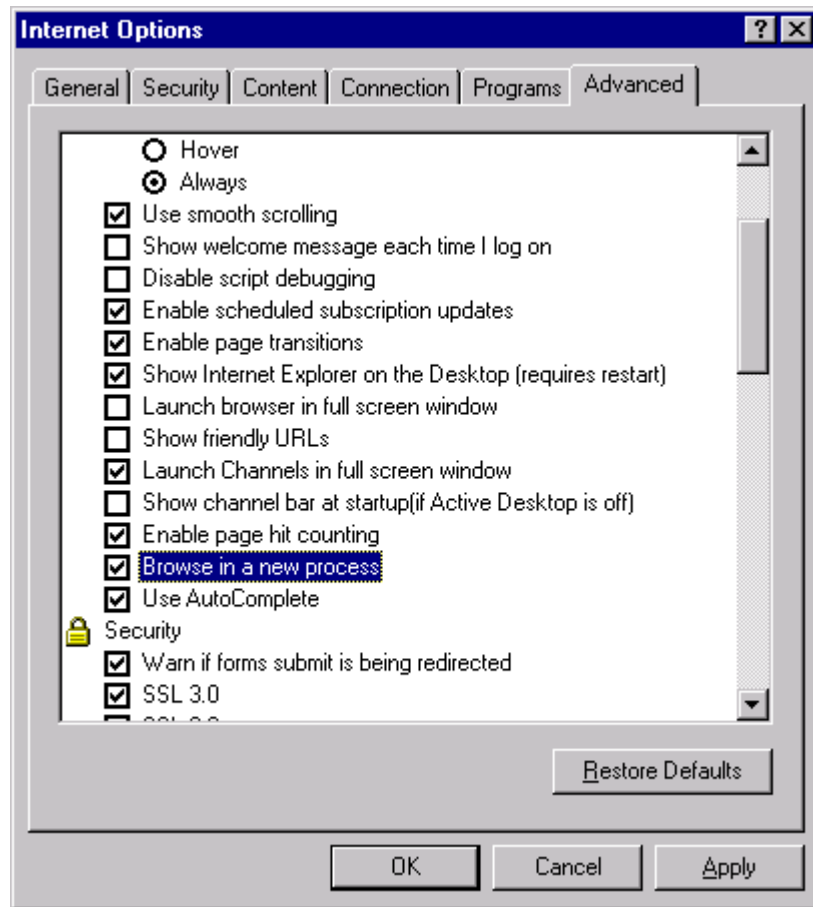 Internet Options
General Security Content Connection Programs Advanced
Hover
Always
Use smooth scrolling
Show welcome message each time I log on
Disable script debugging
Enable scheduled subscription updates
Enable page transitions
Show Internet Explorer on the Desktop (requires restart)
Launch browser in full screen window
Show friendly URLs
Launch Channels in full screen window
Show channel bar at startup(if Active Desktop is off)
Enable page hit counting
Browse in a new process
Use AutoComplete
Security
Warn if forms submit is being redirected
SSL 3.0
Restore Defaults
OK Cancel Apply